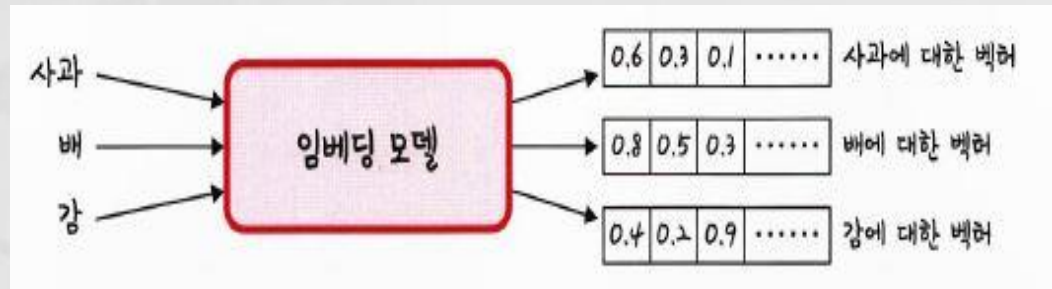 사과
배
감
임베딩 모델
0.6 0.3 0.1 …… 사과에 대한 벡터
0.8 0.5 0.3 …… 배에 대한 벡터
0.4 0.2 0.9 …… 감에 대한 벡터